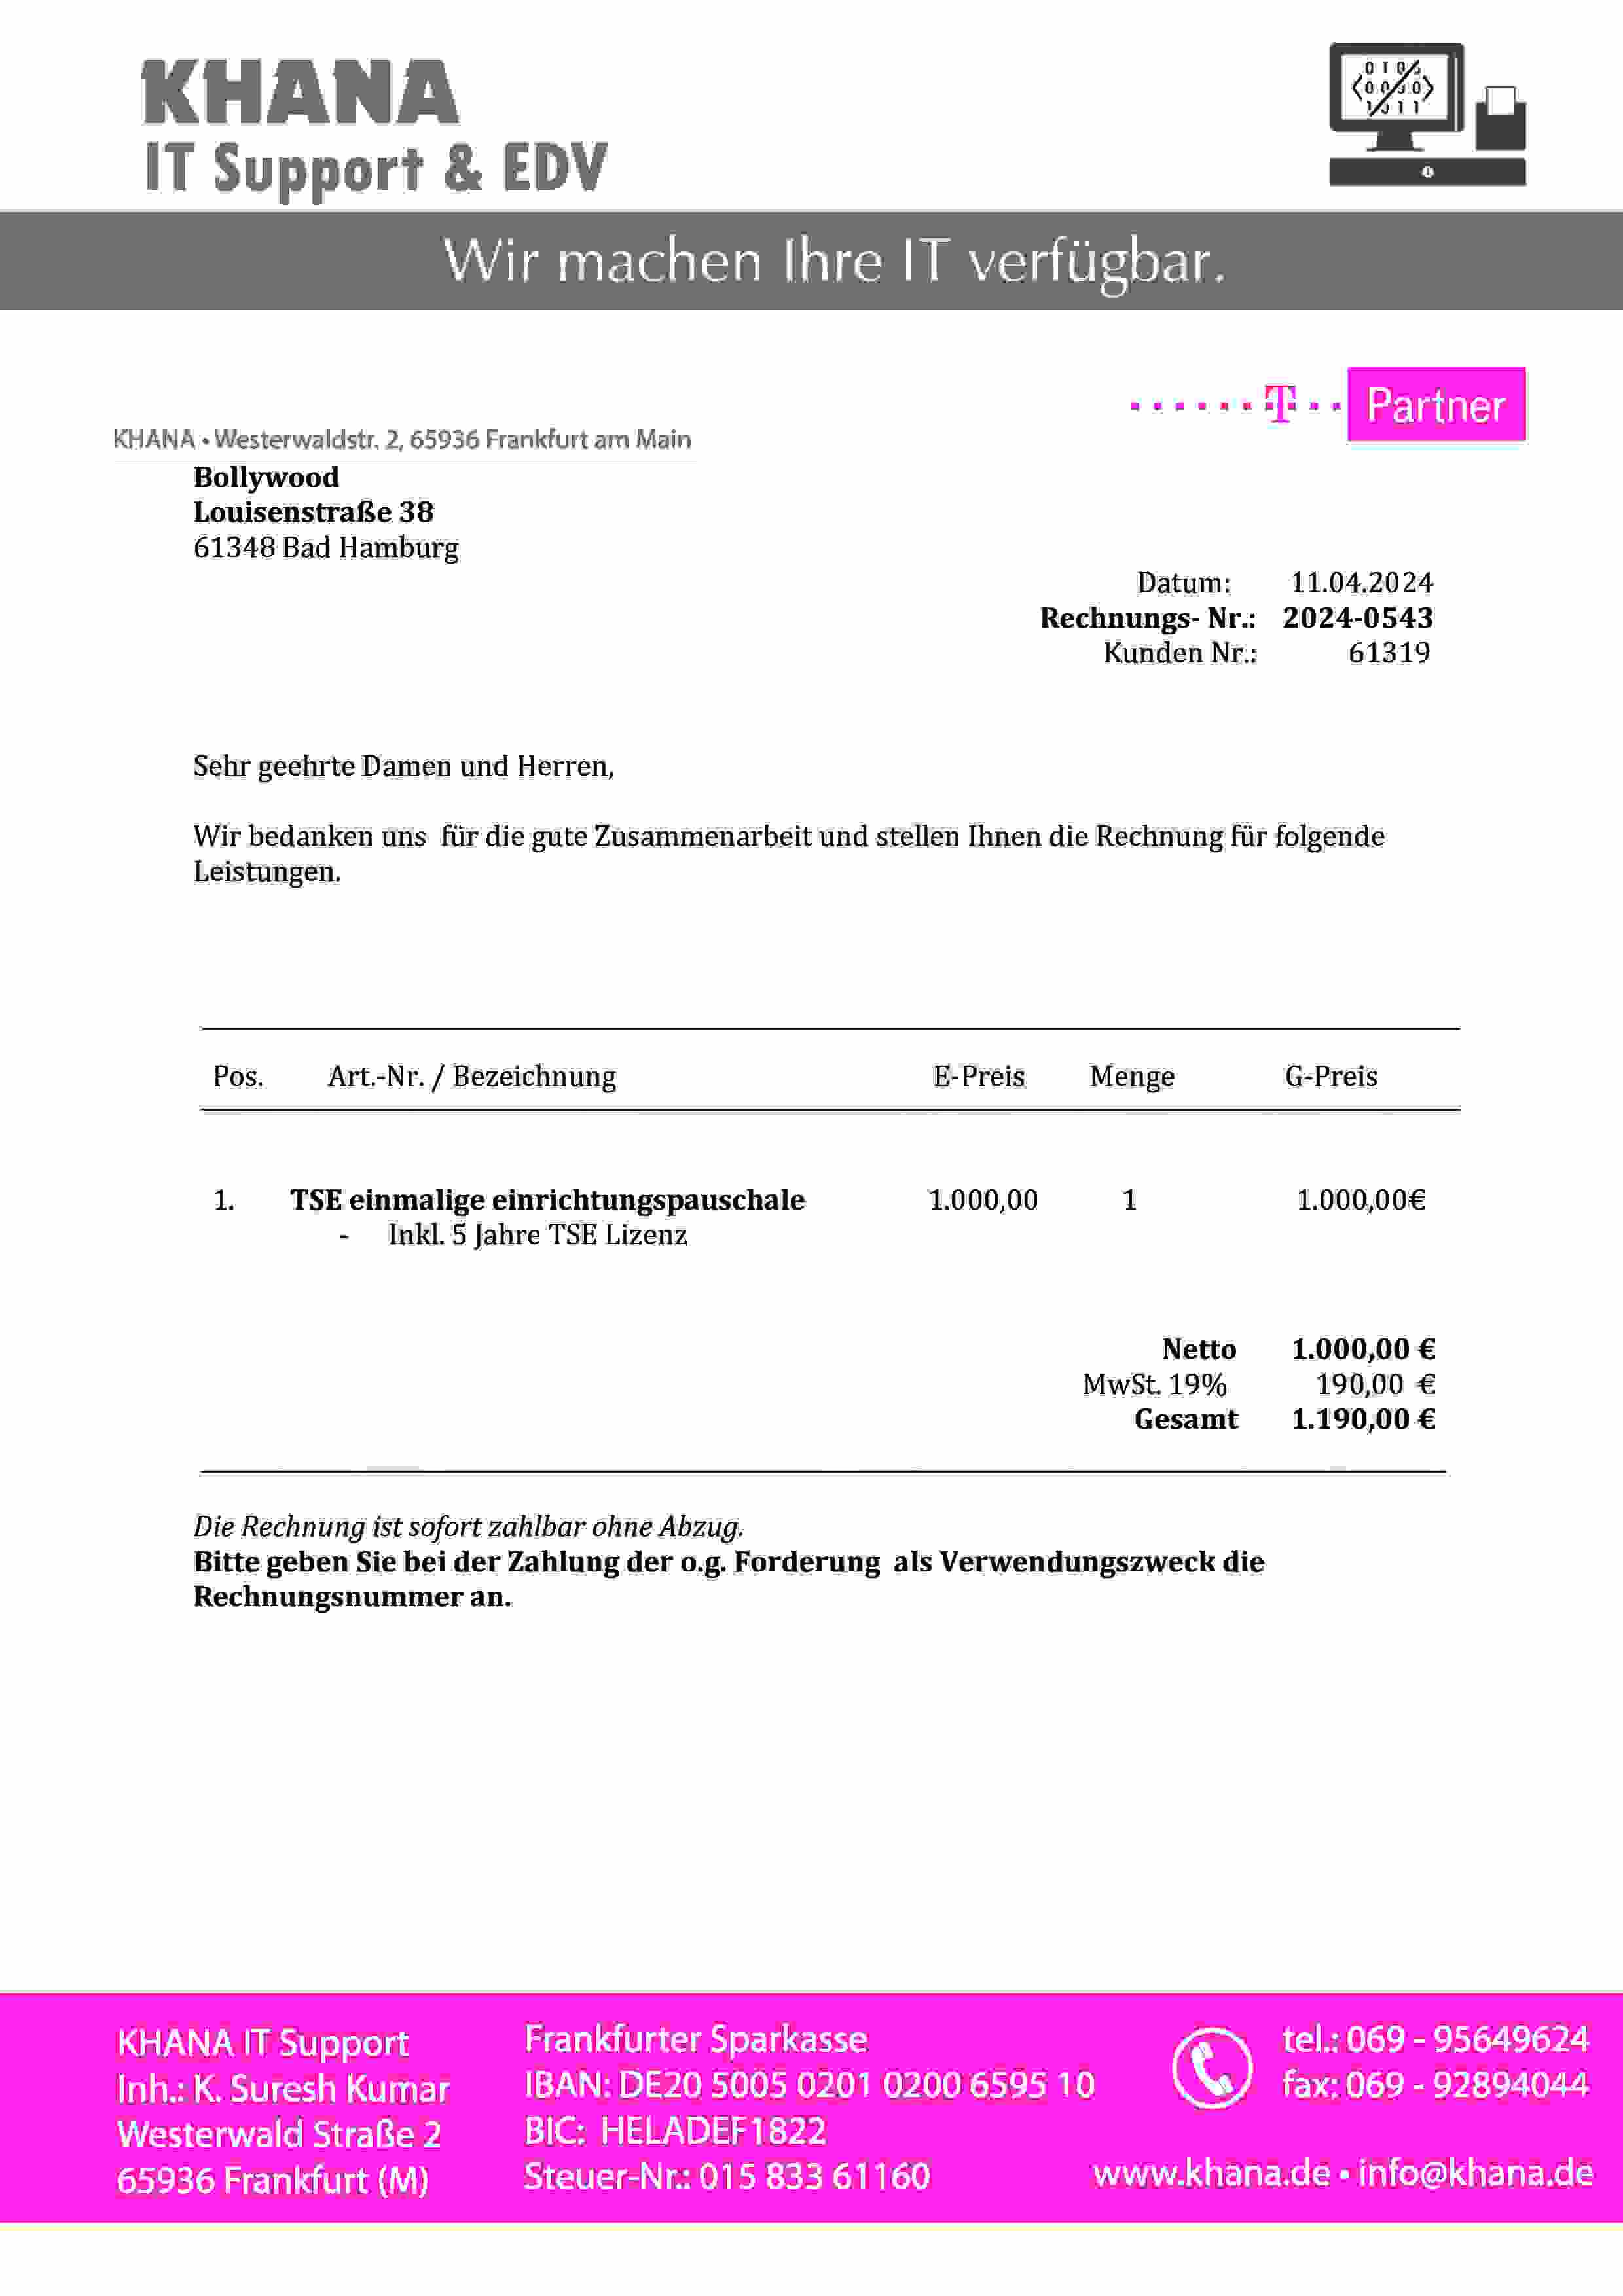 KHANA
IT Support & EDV
Wir machen Ihre IT verfügbar.
T Partner
KHANA • Westerwaldstr. 2, 65936 Frankfurt am Main
Bollywood
Louisenstraße 38
61348 Bad Hamburg
Datum: 11.04.2024
Rechnungs- Nr.: 2024-0543
Kunden Nr.: 61319
Sehr geehrte Damen und Herren,
Wir bedanken uns für die gute Zusammenarbeit und stellen Ihnen die Rechnung für folgende
Leistungen.
Pos. Art.-Nr. / Bezeichnung E-Preis Menge G-Preis
1. TSE einmalige einrichtungspauschale 1.000,00 1 1.000,00€
- Inkl. 5 Jahre TSE Lizenz
Netto 1.000,00 €
MwSt. 19% 190,00 €
Gesamt 1.190,00 €
Die Rechnung ist sofort zahlbar ohne Abzug.
Bitte geben Sie bei der Zahlung der o.g. Forderung als Verwendungszweck die
Rechnungsnummer an.
KHANA IT Support
Inh.: K. Suresh Kumar
Westerwald Straße 2
65936 Frankfurt (M)
Frankfurter Sparkasse
IBAN: DE20 5005 0201 0200 6595 10
BIC: HELADEF1822
Steuer-Nr.: 015 833 61160
tel.: 069 - 95649624
fax: 069 - 92894044
www.khana.de • info@khana.de